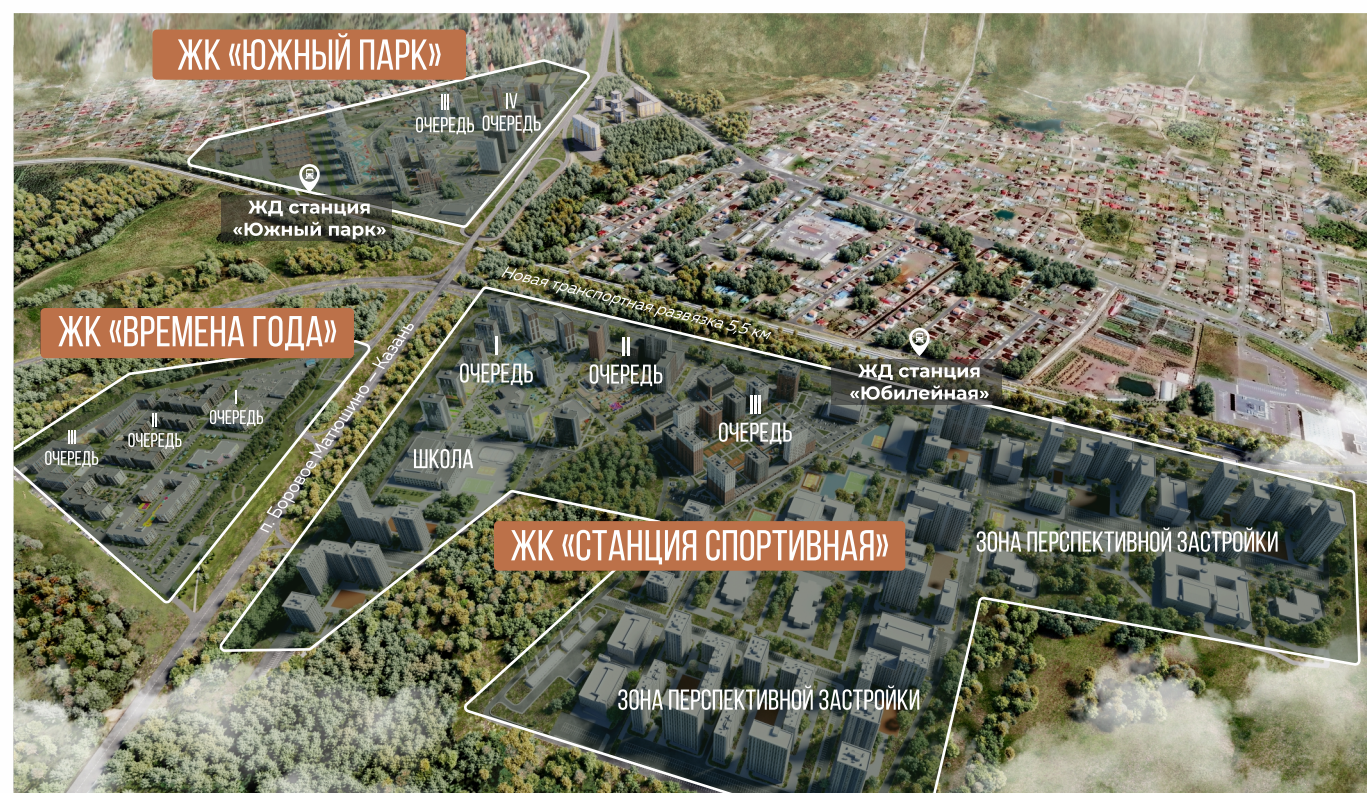 ЖК «ЮЖНЫЙ ПАРК»
III
ОЧЕРЕДЬ
IV
ОЧЕРЕДЬ
ЖД станция
«Южный парк»
Новая транспортная развязка 5,5 км
ЖК «ВРЕМЕНА ГОДА»
I
ОЧЕРЕДЬ
II
ОЧЕРЕДЬ
III
ОЧЕРЕДЬ
п. Боровое Матюшино - Казань
I
ОЧЕРЕДЬ
II
ОЧЕРЕДЬ
III
ОЧЕРЕДЬ
ЖД станция
«Юбилейная»
ШКОЛА
ЖК «СТАНЦИЯ СПОРТИВНАЯ»
ЗОНА ПЕРСПЕКТИВНОЙ ЗАСТРОЙКИ
ЗОНА ПЕРСПЕКТИВНОЙ ЗАСТРОЙКИ